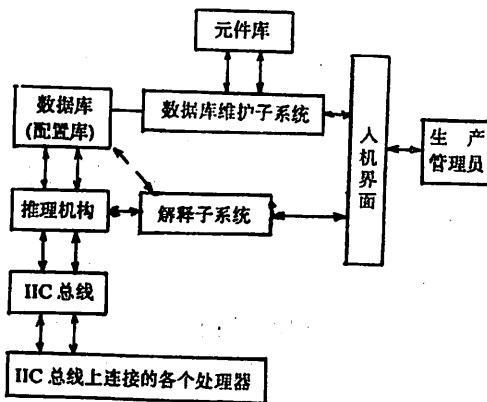 元件库
数据库
(配置库)
数据库维护子系统
人机界面
生 产
管理员
推理机构
解释子系统
IIC 总线
IIC 总线上连接的各个处理器